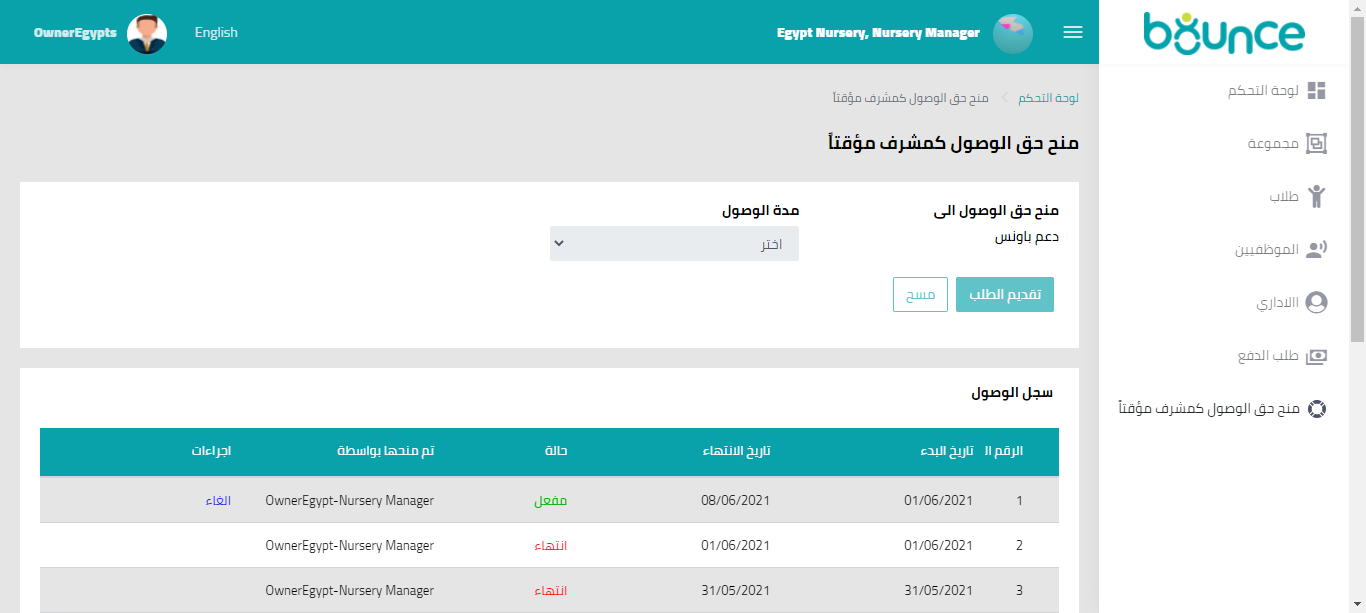 bounce
Egypt Nursery, Nursery Manager
English
OwnerEgypts
لوحة التحكم
مجموعة
طلاب
الموظفيين
االاداري
طلب الدفع
منح حق الوصول كمشرف مؤقتاً
لوحة التحكم
منح حق الوصول كمشرف مؤقتاً
منح حق الوصول كمشرف مؤقتاً
منح حق الوصول الى
مدة الوصول
دعم باونس
اختر
تقديم الطلب
مسح
سجل الوصول
الرقم ال تاريخ البدء تاريخ الانتهاء حالة تم منحها بواسطة اجراءات
1 01/06/2021 08/06/2021 مفعل OwnerEgypt-Nursery Manager الغاء
2 01/06/2021 01/06/2021 انتهاء OwnerEgypt-Nursery Manager
3 31/05/2021 31/05/2021 انتهاء OwnerEgypt-Nursery Manager